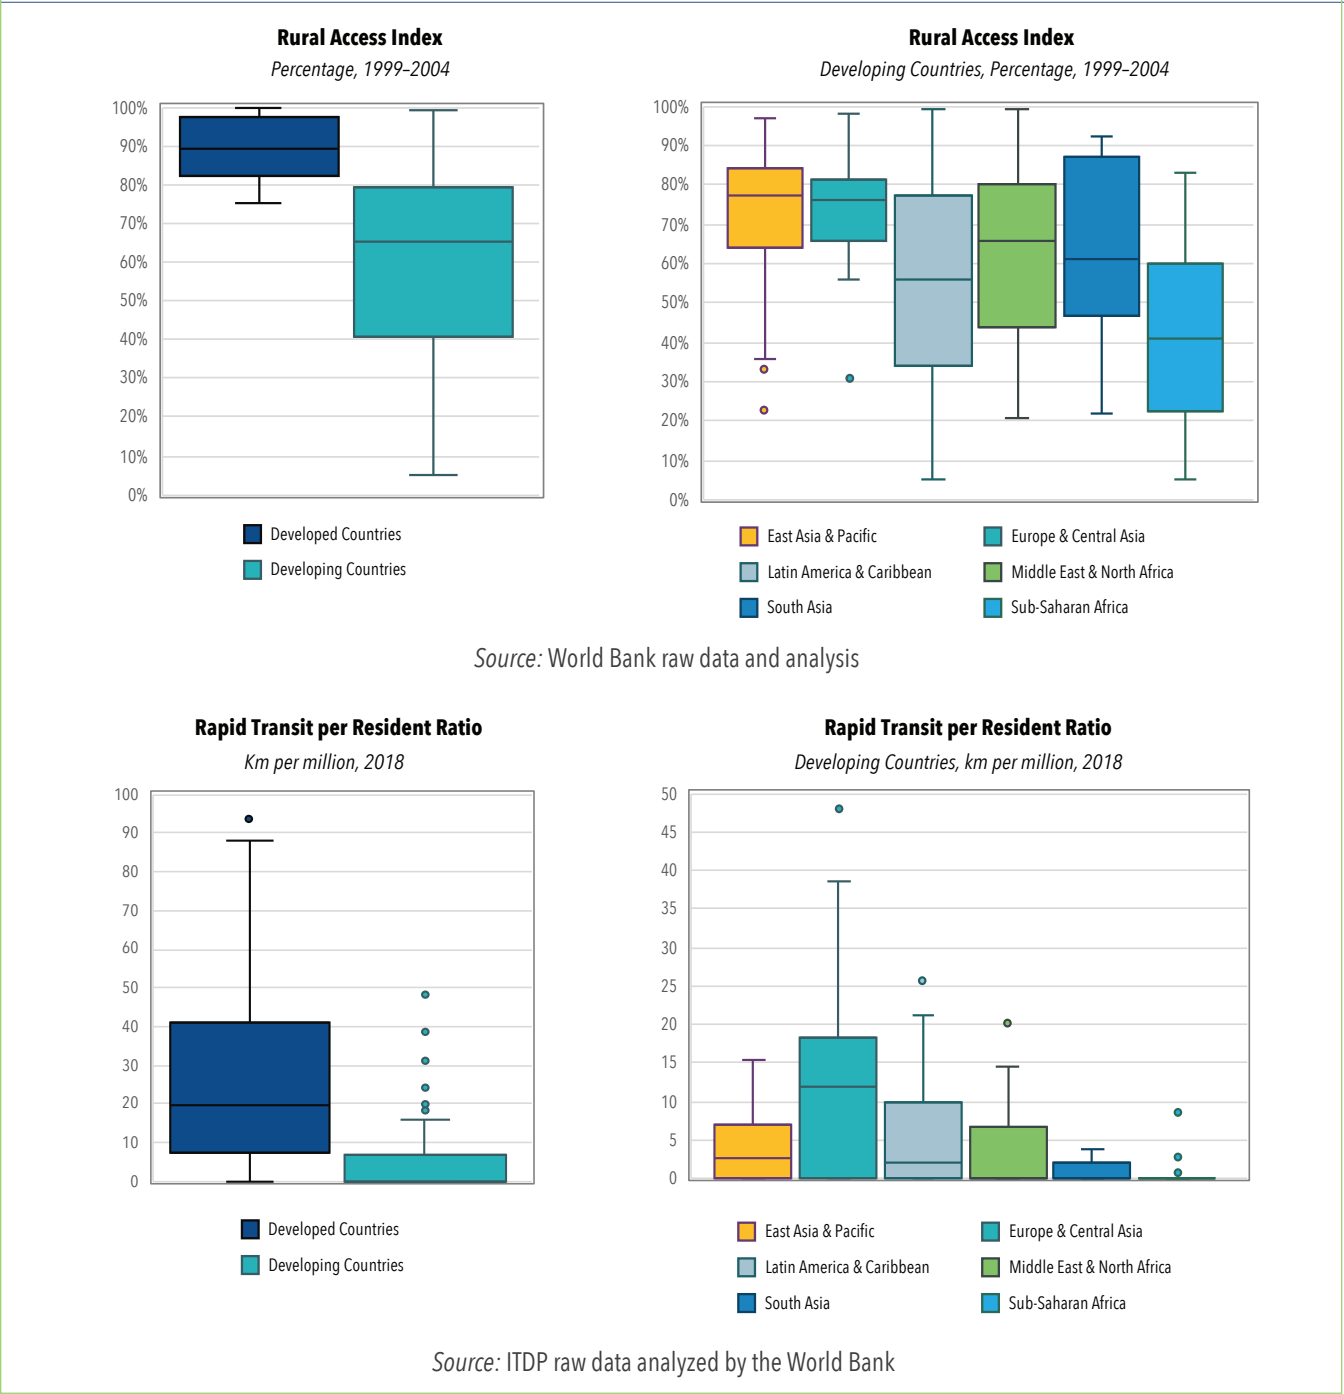 Rural Access Index
Percentage, 1999–2004
100%
90%
80%
70%
60%
50%
40%
30%
20%
10%
0%
Developed Countries
Developing Countries
Rural Access Index
Developing Countries, Percentage, 1999–2004
100%
90%
80%
70%
60%
50%
40%
30%
20%
10%
0%
East Asia & Pacific
Europe & Central Asia
Latin America & Caribbean
Middle East & North Africa
South Asia
Sub-Saharan Africa
Source: World Bank raw data and analysis
Rapid Transit per Resident Ratio
Km per million, 2018
100
90
80
70
60
50
40
30
20
10
0
Developed Countries
Developing Countries
Rapid Transit per Resident Ratio
Developing Countries, km per million, 2018
50
45
40
35
30
25
20
15
10
5
0
East Asia & Pacific
Europe & Central Asia
Latin America & Caribbean
Middle East & North Africa
South Asia
Sub-Saharan Africa
Source: ITDP raw data analyzed by the World Bank